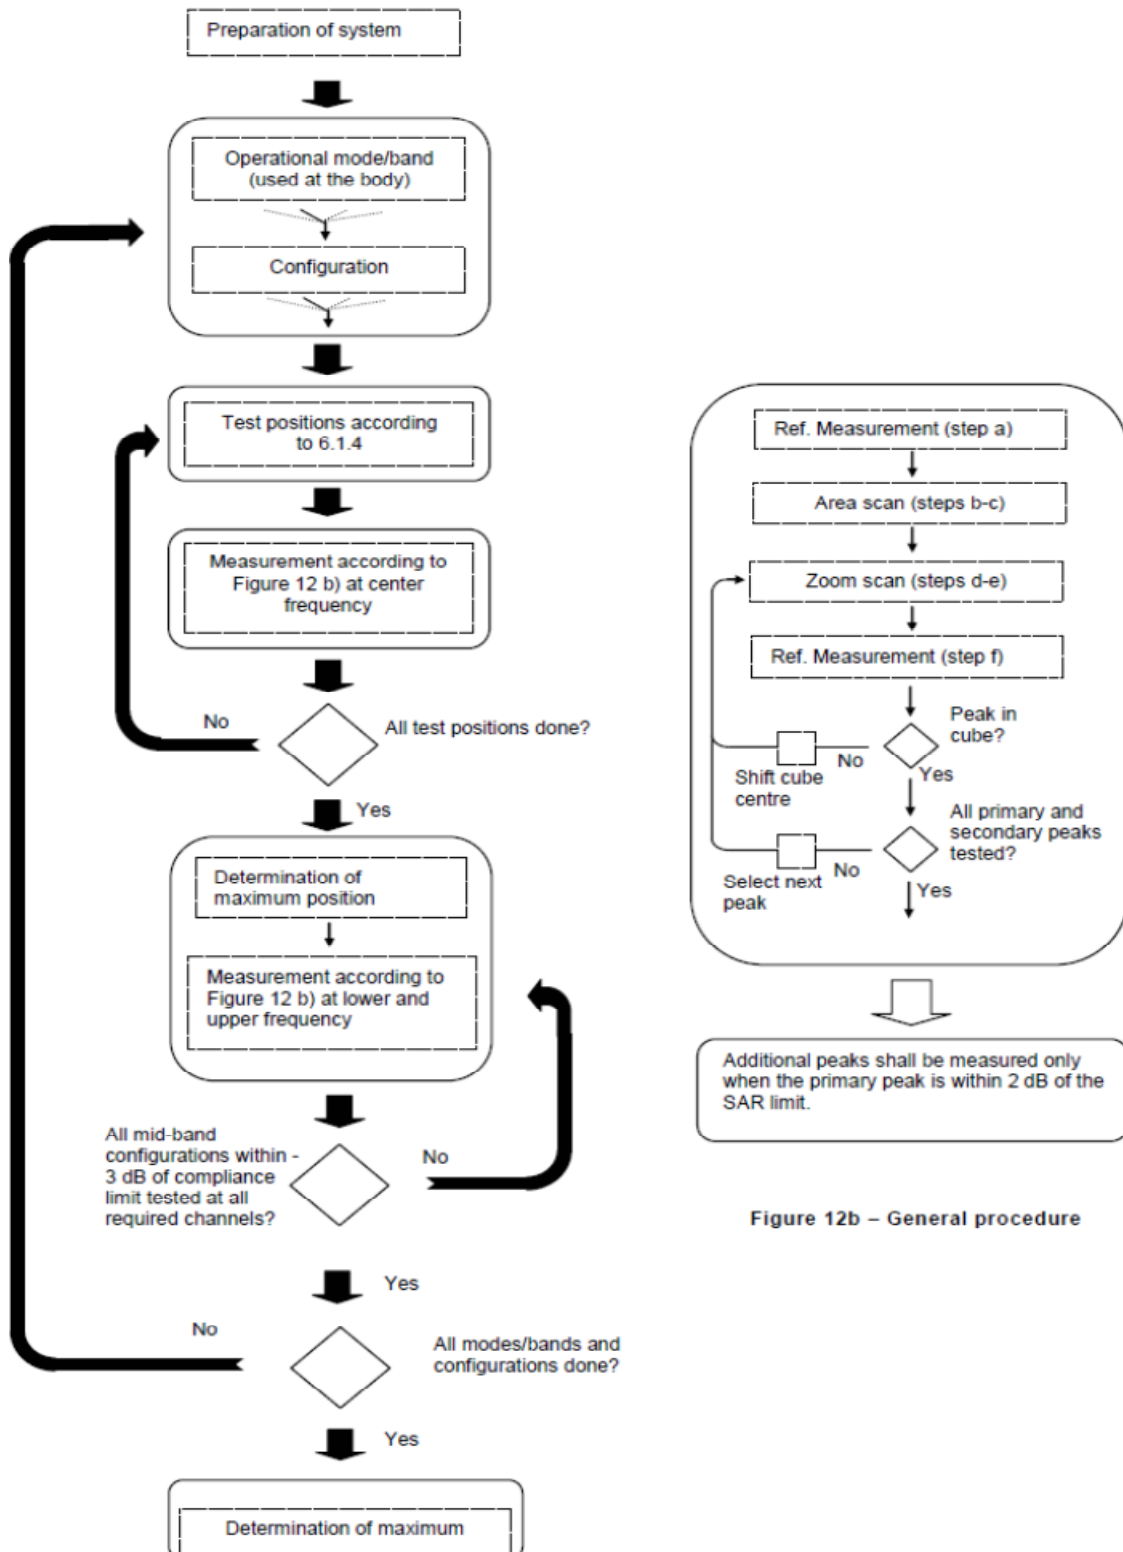 Preparation of system
Operational mode/band
(used at the body)
Configuration
Test positions according
to 6.1.4
Measurement according to
Figure 12 b) at center
frequency
No
All test positions done?
Yes
Determination of
maximum position
Measurement according to
Figure 12 b) at lower and
upper frequency
All mid-band
configurations within -
3 dB of compliance
limit tested at all
required channels?
No
Yes
No
All modes/bands and
configurations done?
Yes
Determination of maximum
Ref. Measurement (step a)
Area scan (steps b-c)
Zoom scan (steps d-e)
Ref. Measurement (step f)
Peak in
cube?
No
Shift cube
centre
Yes
All primary and
secondary peaks
tested?
No
Select next
peak
Yes
Additional peaks shall be measured only
when the primary peak is within 2 dB of the
SAR limit.
Figure 12b – General procedure